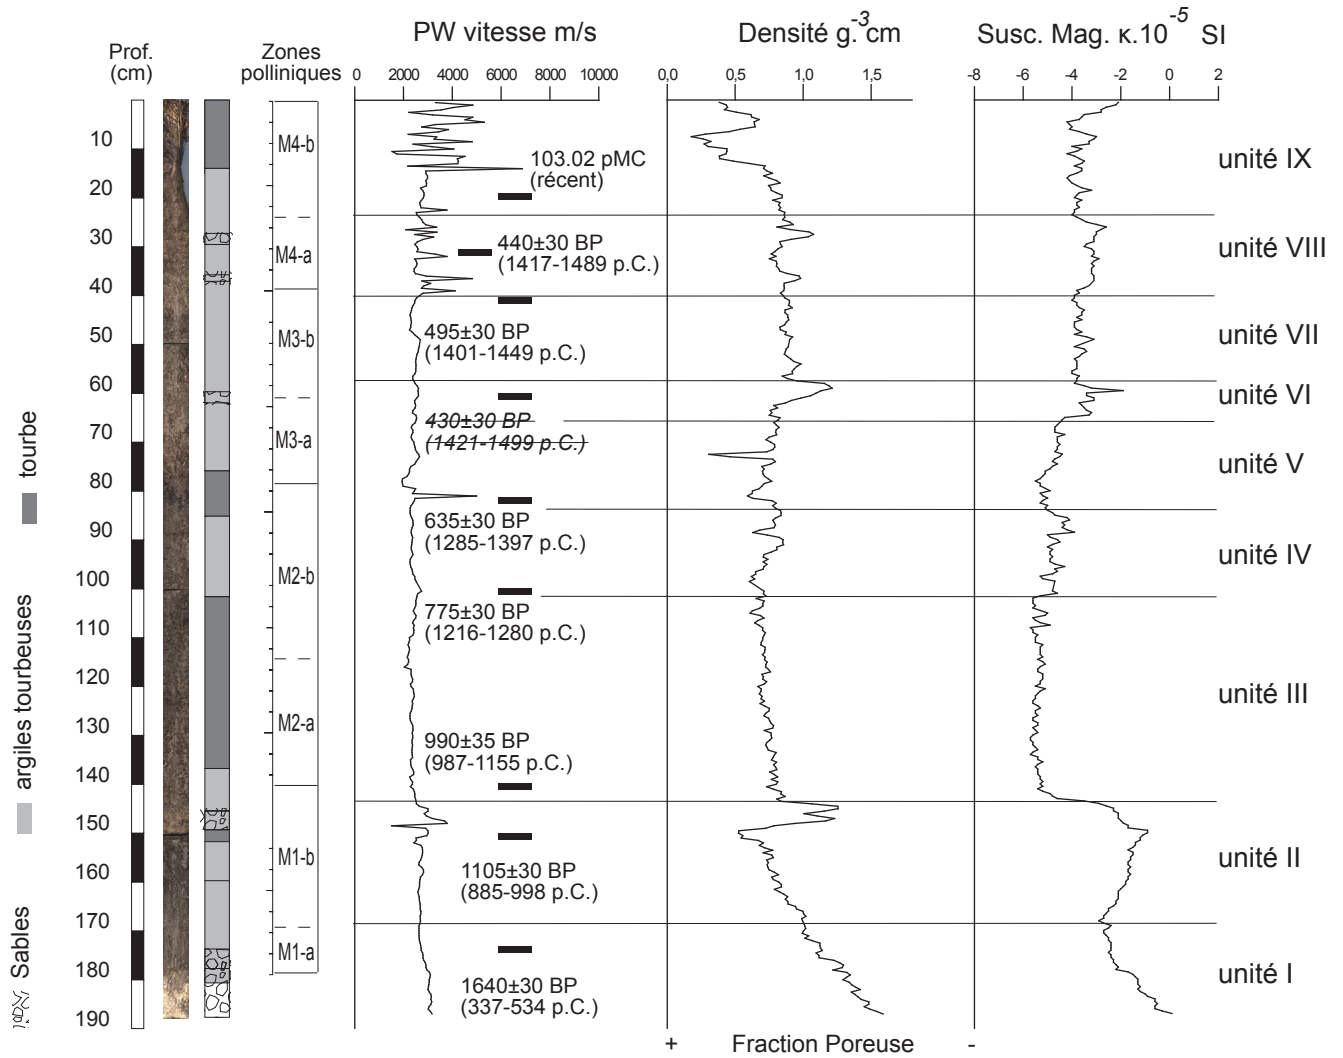 PW vitesse m/s
Densité g.-3cm
Susc. Mag. κ.10-5 SI
Prof.
(cm)
Zones
polliniques
0 2000 4000 6000 8000 10000
0,0 0,5 1,0 1,5
-8 -6 -4 -2 0 2
10
20
30
40
50
60
70
80
90
100
110
120
130
140
150
160
170
180
190
M4-b
M4-a
M3-b
M3-a
M2-b
M2-a
M1-b
M1-a
103.02 pMC
(récent)
440±30 BP
(1417-1489 p.C.)
495±30 BP
(1401-1449 p.C.)
430±30 BP
(1421-1499 p.C.)
635±30 BP
(1285-1397 p.C.)
775±30 BP
(1216-1280 p.C.)
990±35 BP
(987-1155 p.C.)
1105±30 BP
(885-998 p.C.)
1640±30 BP
(337-534 p.C.)
unité IX
unité VIII
unité VII
unité VI
unité V
unité IV
unité III
unité II
unité I
+ Fraction Poreuse -
tourbe
argiles tourbeuses
Sables